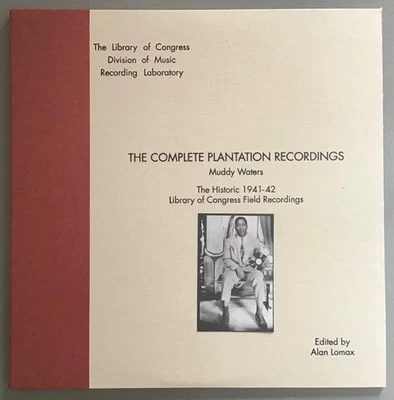 The Library of Congress
Division of Music
Recording Laboratory
THE COMPLETE PLANTATION RECORDINGS
Muddy Waters
The Historic 1941-42
Library of Congress Field Recordings
Edited by
Alan Lomax